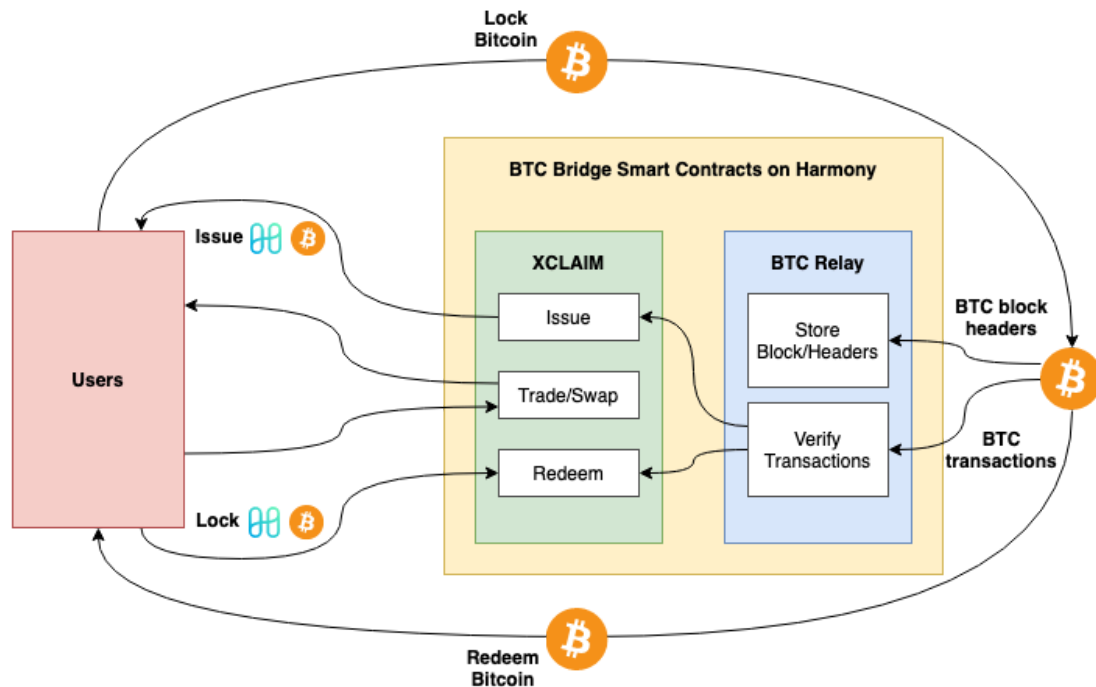 Lock
Bitcoin
BTC Bridge Smart Contracts on Harmony
Issue
XCLAIM
BTC Relay
Issue
Store
Block/Headers
BTC block
headers
Users
Trade/Swap
Verify
Transactions
BTC
transactions
Redeem
Lock
Redeem
Bitcoin